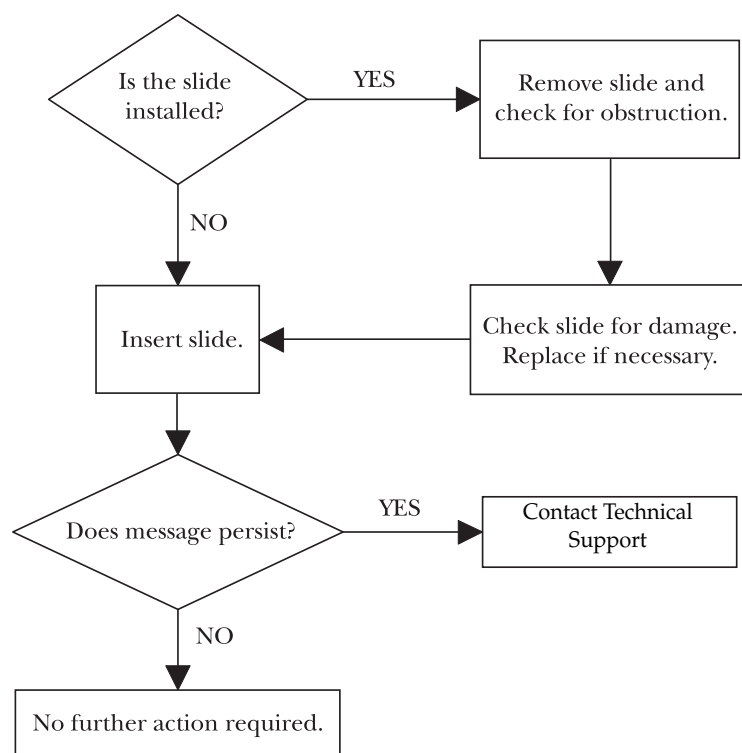 Is the slide
installed?
YES
Remove slide and
check for obstruction.
NO
Insert slide.
Check slide for damage.
Replace if necessary.
Does message persist?
YES
Contact Technical
Support
NO
No further action required.